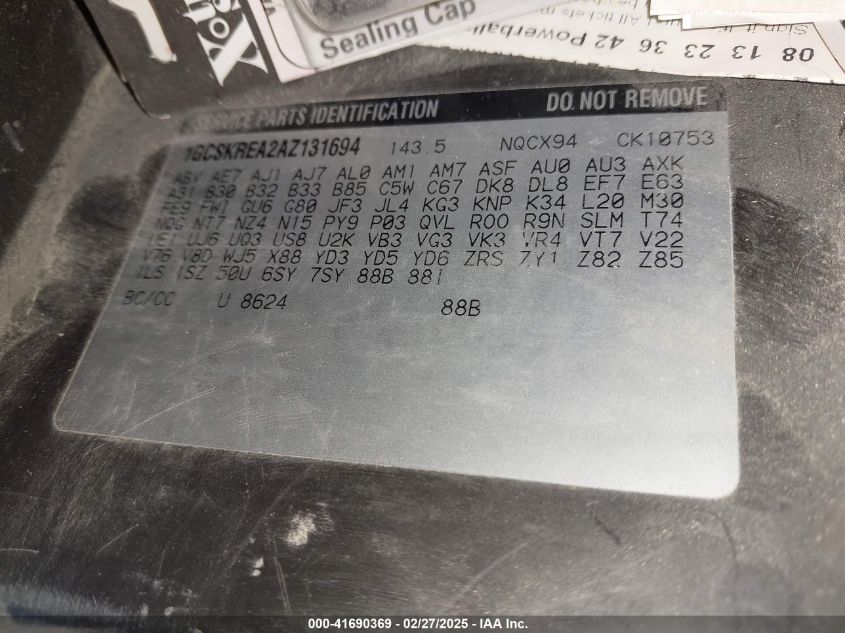 Sealing Cap
08 13 23 36 42 Powerball
SERVICE PARTS IDENTIFICATION DO NOT REMOVE
1GCSKREA2AZ131694 143.5 NQCX94 CK10753
A6V AE7 AJ1 AJ7 AL0 AM1 AM7 ASF AU0 AU3 AXK
A31 B30 B32 B33 B85 C5W C67 DK8 DL8 EF7 E63
FE9 FW1 GU6 G80 JF3 JL4 KG3 KNP K34 L20 M30
NQG NT7 NZ4 N15 PY9 P03 QVL R00 R9N SLM T74
UE1 UJ6 UQ3 US8 U2K VB3 VG3 VK3 VR4 VT7 V22
V76 V8D WJ5 X88 YD3 YD5 YD6 ZRS ZY1 Z82 Z85
1LS 1SZ 50U 6SY 7SY 88B 88I
BC/CC U 8624 88B
000-41690369 - 02/27/2025 - IAA Inc.